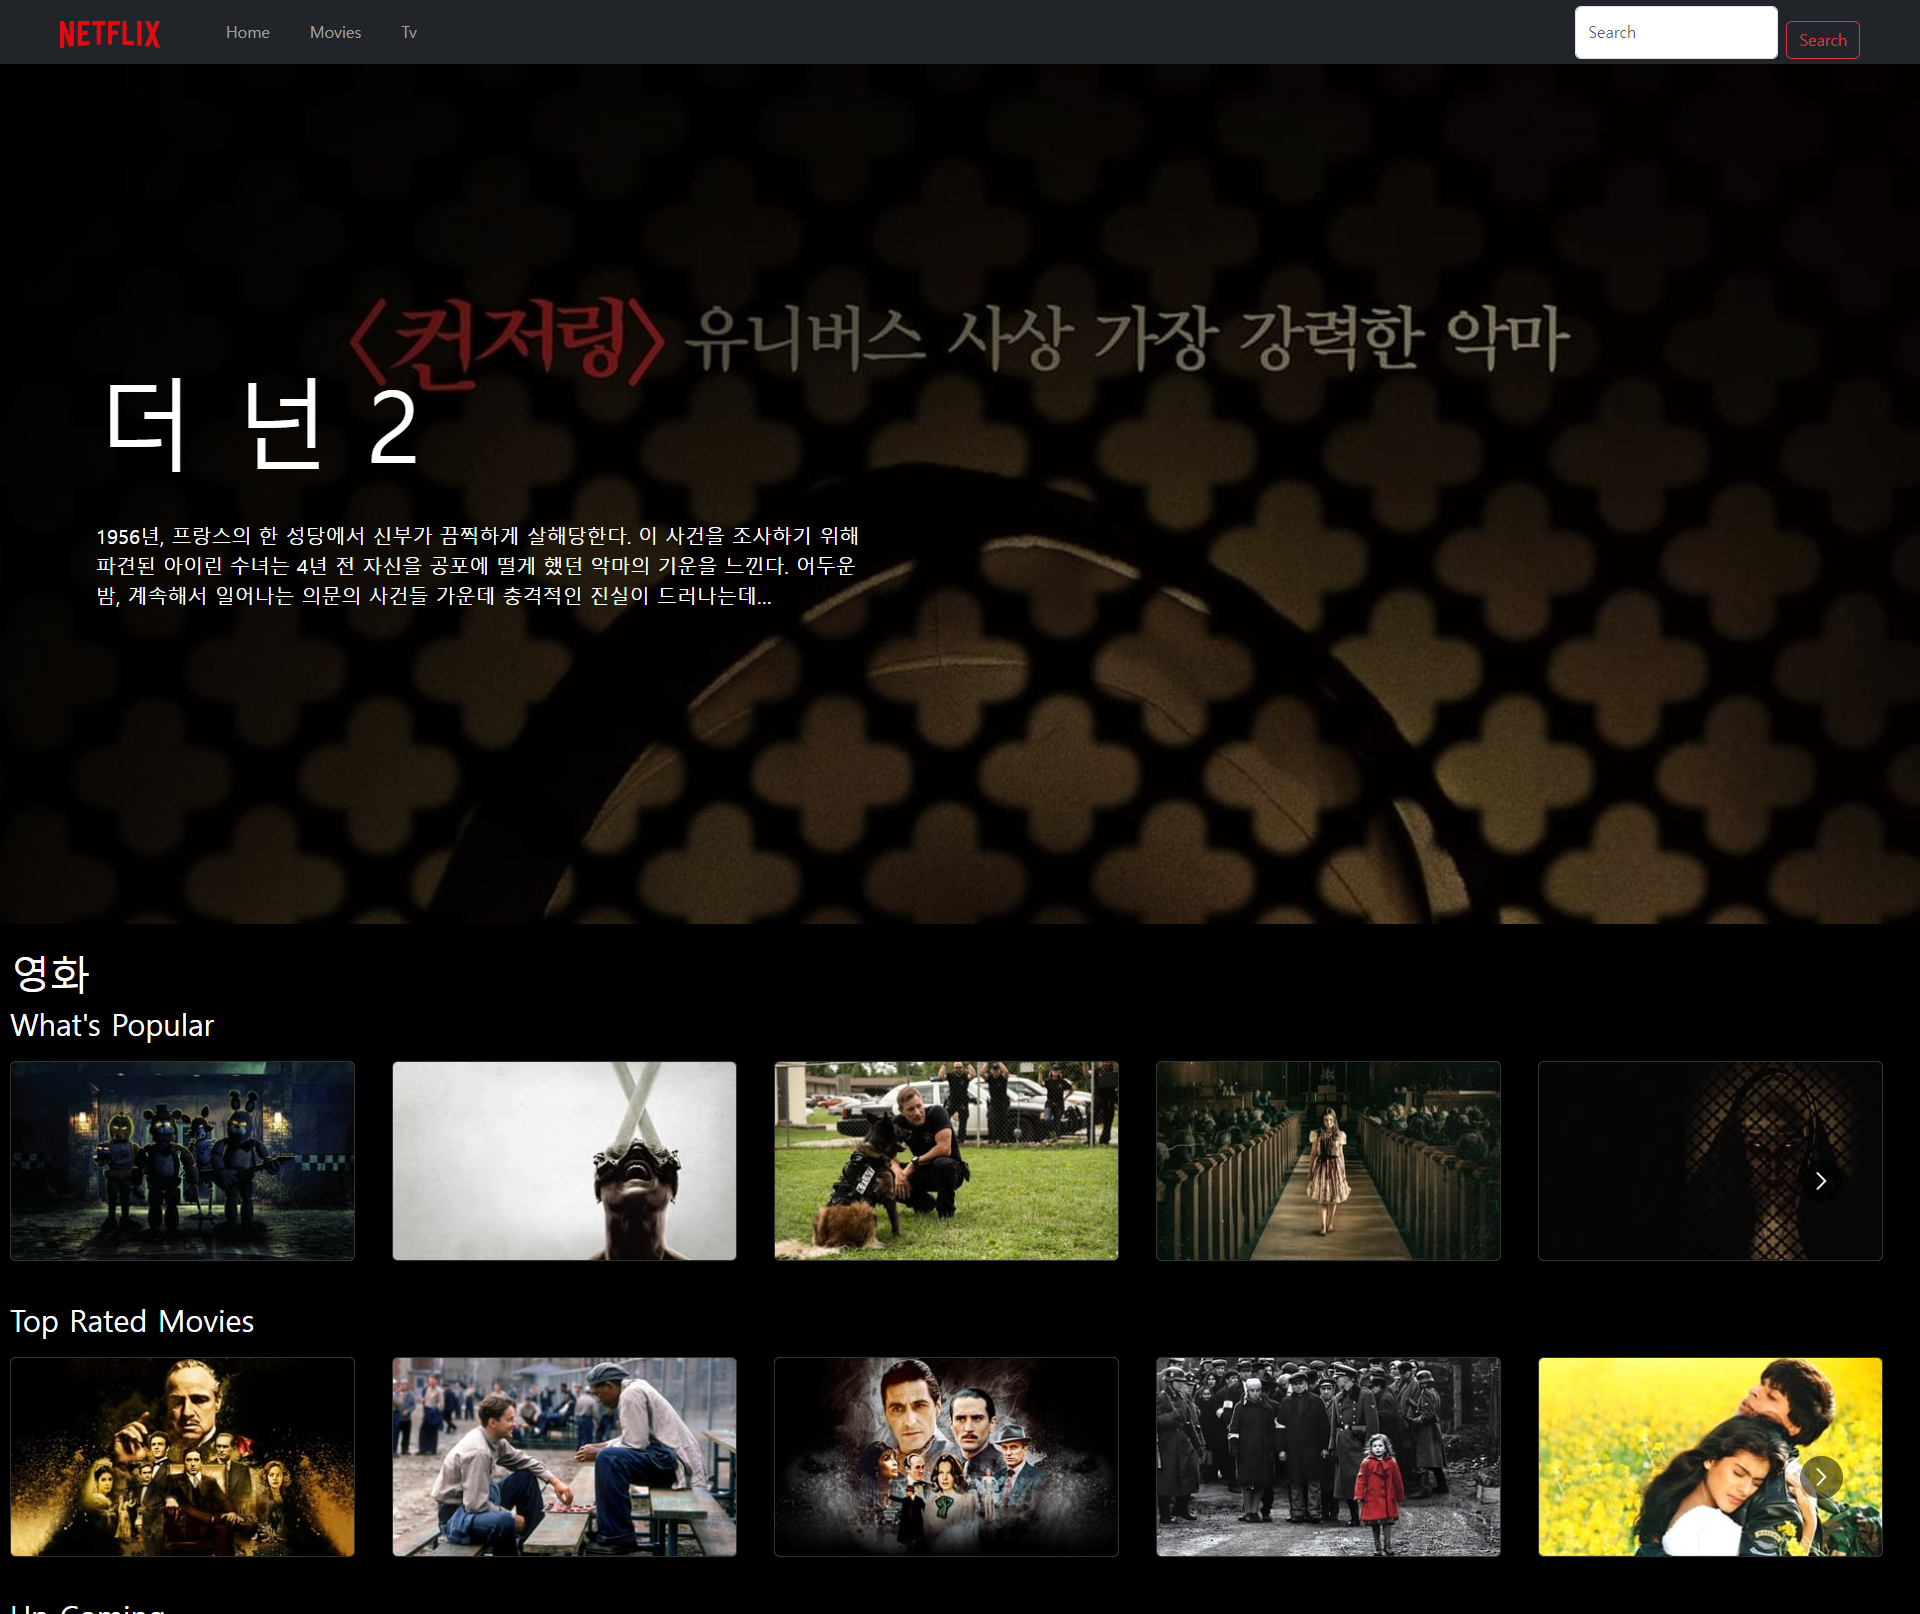 NETFLIX
Home
Movies
Tv
Search
Search
<컨저링> 유니버스 사상 가장 강력한 악마
더 넌 2
1956년, 프랑스의 한 성당에서 신부가 끔찍하게 살해당한다. 이 사건을 조사하기 위해
파견된 아이린 수녀는 4년 전 자신을 공포에 떨게 했던 악마의 기운을 느낀다. 어두운
밤, 계속해서 일어나는 의문의 사건들 가운데 충격적인 진실이 드러나는데...
영화
What's Popular
Top Rated Movies
Up Coming